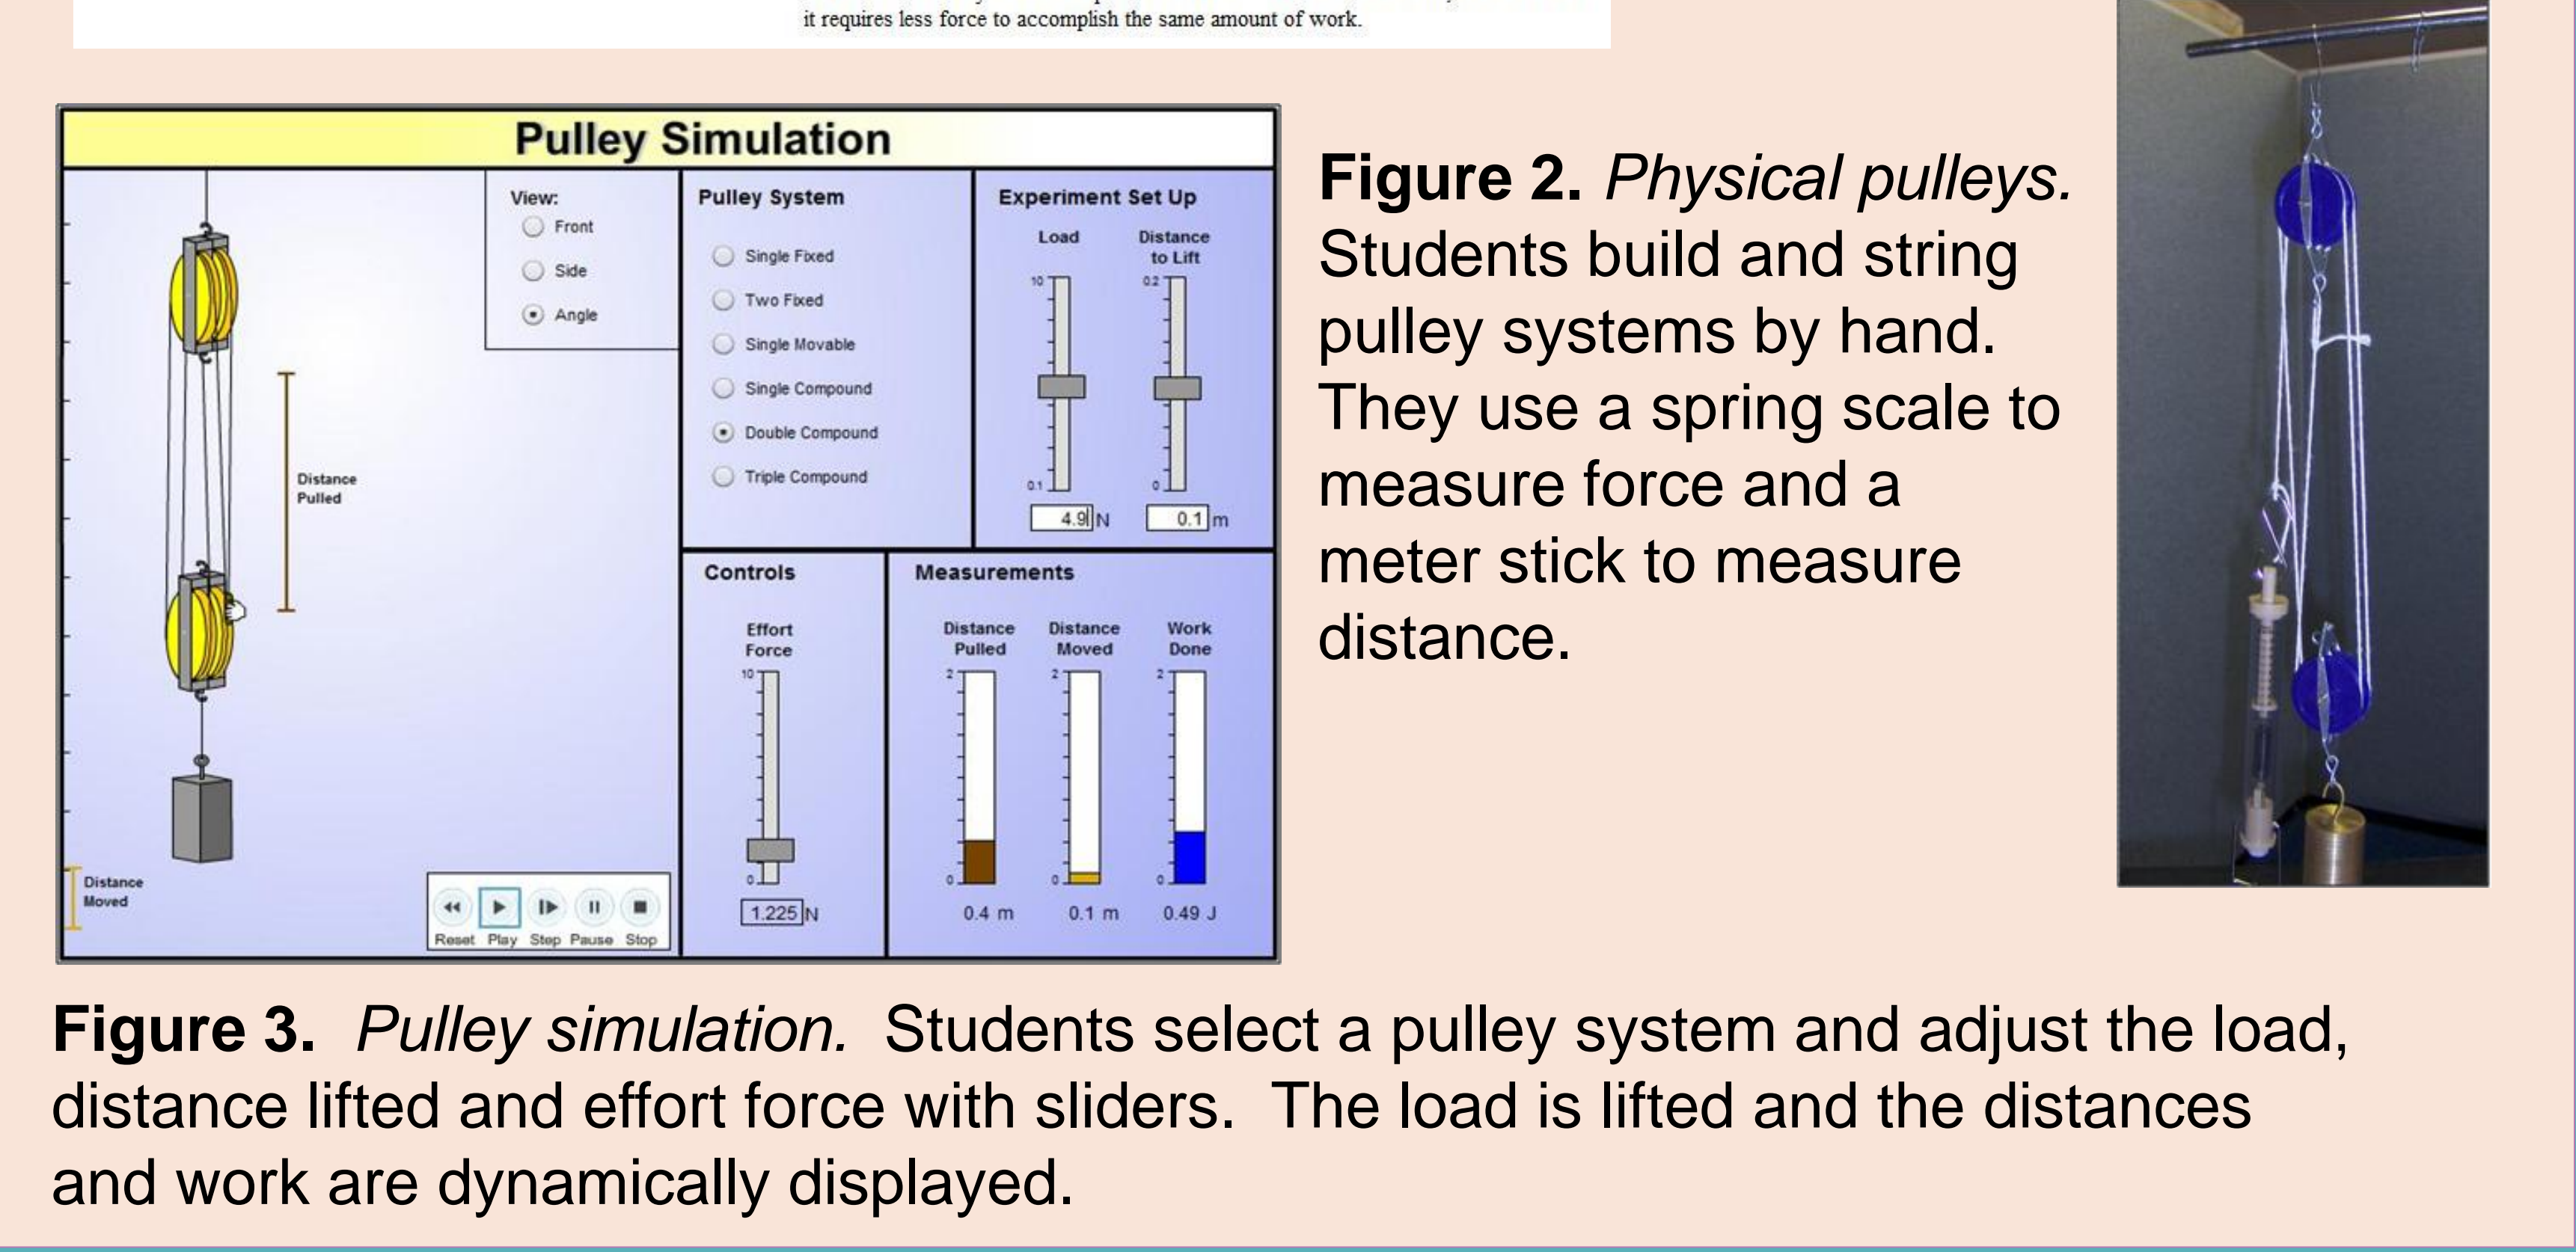 it requires less force to accomplish the same amount of work.
Pulley Simulation
View:
Front
Side
Angle
Distance
Pulled
Distance
Moved
Reset Play Step Pause Stop
Pulley System
Single Fixed
Two Fixed
Single Movable
Single Compound
Double Compound
Triple Compound
Experiment Set Up
Load
10
0.1
4.9 N
Distance
to Lift
0.2
0
0.1 m
Controls
Effort
Force
10
0
1.225 N
Measurements
Distance
Pulled
2
0
0.4 m
Distance
Moved
2
0
0.1 m
Work
Done
2
0
0.49 J
Figure 2. Physical pulleys.
Students build and string
pulley systems by hand.
They use a spring scale to
measure force and a
meter stick to measure
distance.
Figure 3. Pulley simulation. Students select a pulley system and adjust the load,
distance lifted and effort force with sliders. The load is lifted and the distances
and work are dynamically displayed.